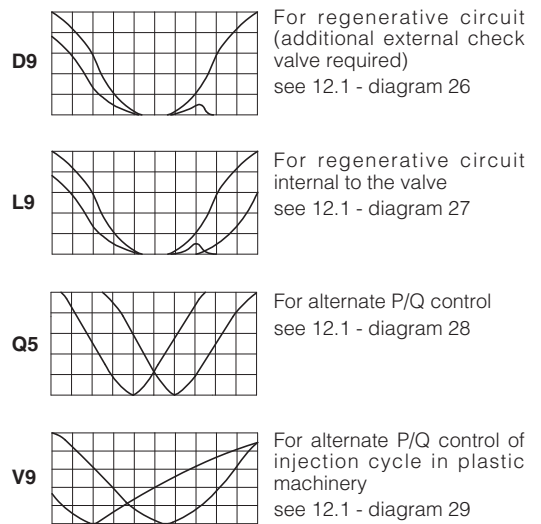 D9
For regenerative circuit
(additional external check
valve required)
see 12.1 - diagram 26
L9
For regenerative circuit
internal to the valve
see 12.1 - diagram 27
Q5
For alternate P/Q control
see 12.1 - diagram 28
V9
For alternate P/Q control of
injection cycle in plastic
machinery
see 12.1 - diagram 29